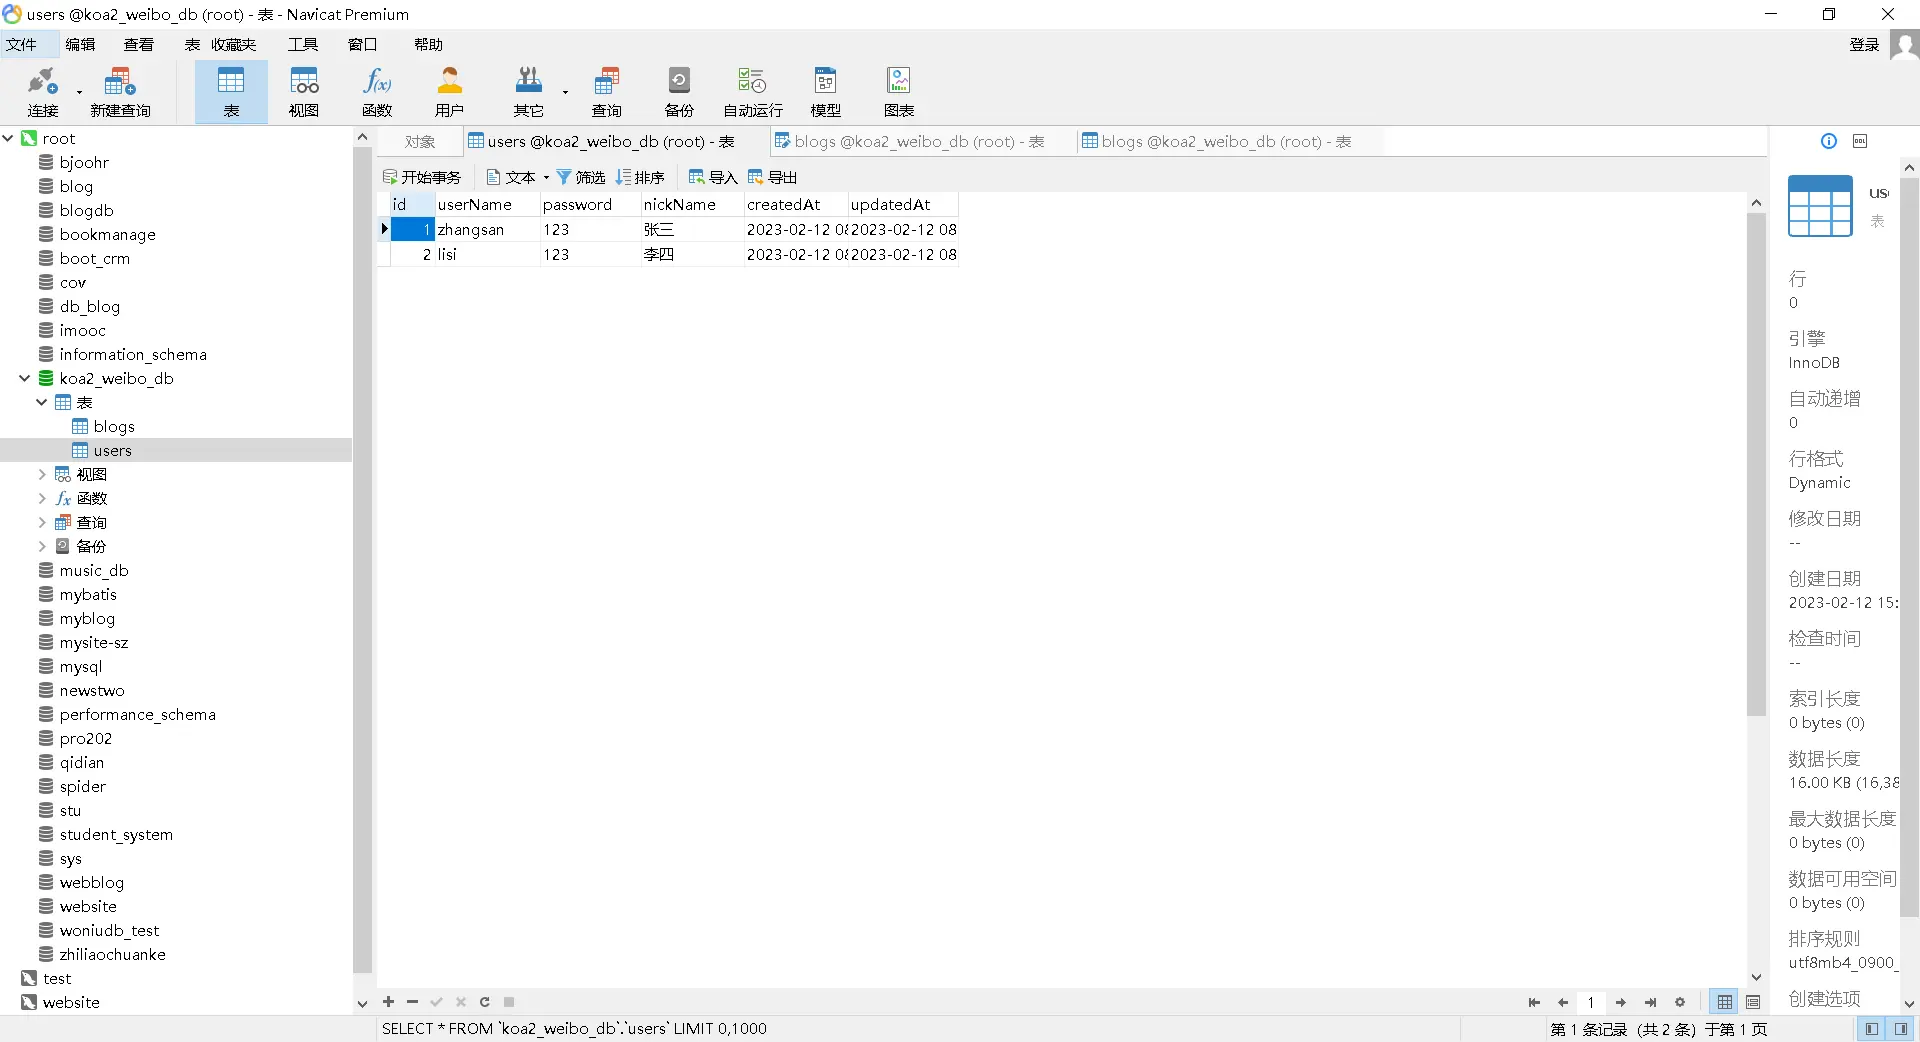 users @koa2_weibo_db (root) - 表 - Navicat Premium
文件 编辑 查看 表 收藏夹 工具 窗口 帮助 登录
连接 新建查询 表 视图 函数 用户 其它 查询 备份 自动运行 模型 图表
对象 users @koa2_weibo_db (root) - 表 blogs @koa2_weibo_db (root) - 表 blogs @koa2_weibo_db (root) - 表
开始事务 文本 筛选 排序 导入 导出
root
bjoohr
blog
blogdb
bookmanage
boot_crm
cov
db_blog
imooc
information_schema
koa2_weibo_db
表
blogs
users
视图
函数
查询
备份
music_db
mybatis
myblog
mysite-sz
mysql
newstwo
performance_schema
pro202
qidian
spider
stu
student_system
sys
webblog
website
woniudb_test
zhiliaochuanke
test
website
id userName password nickName createdAt updatedAt
1 zhangsan 123 张三 2023-02-12 08 2023-02-12 08
2 lisi 123 李四 2023-02-12 08 2023-02-12 08
us
表
行
0
引擎
InnoDB
自动递增
0
行格式
Dynamic
修改日期
--
创建日期
2023-02-12 15:
检查时间
--
索引长度
0 bytes (0)
数据长度
16.00 KB (16,38
最大数据长度
0 bytes (0)
数据可用空间
0 bytes (0)
排序规则
utf8mb4_0900_
创建选项
1
SELECT * FROM `koa2_weibo_db`.`users` LIMIT 0,1000
第 1 条记录 (共 2 条) 于第 1 页